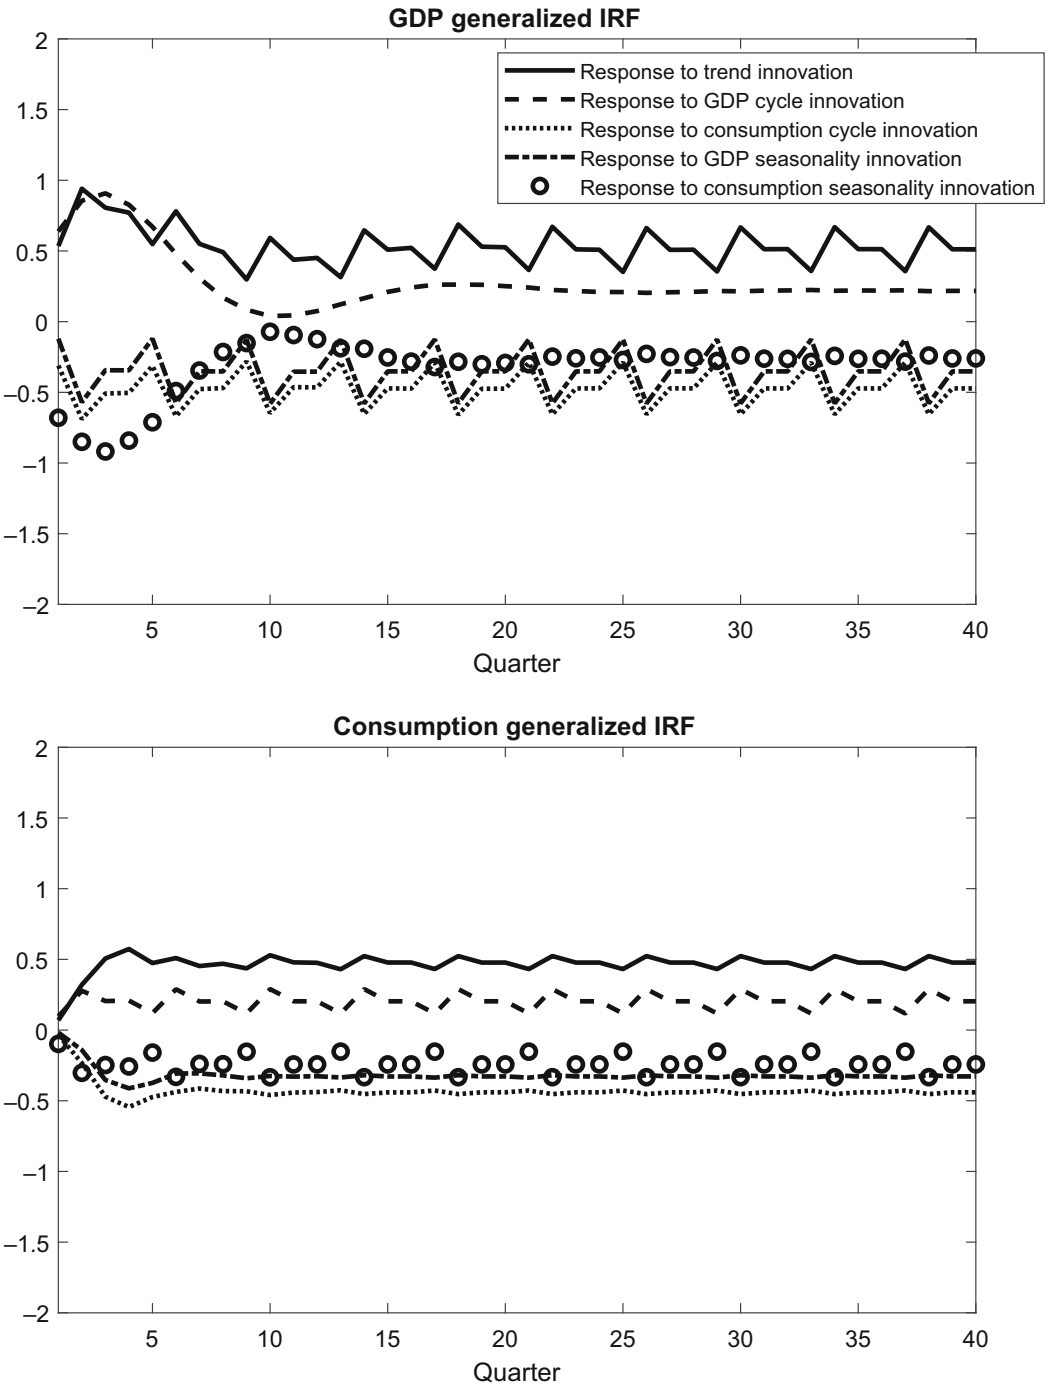 GDP generalized IRF
2
1.5
1
0.5
0
–0.5
–1
–1.5
–2
Response to trend innovation
Response to GDP cycle innovation
Response to consumption cycle innovation
Response to GDP seasonality innovation
Response to consumption seasonality innovation
5 10 15 20 25 30 35 40
Quarter
Consumption generalized IRF
2
1.5
1
0.5
0
–0.5
–1
–1.5
–2
5 10 15 20 25 30 35 40
Quarter